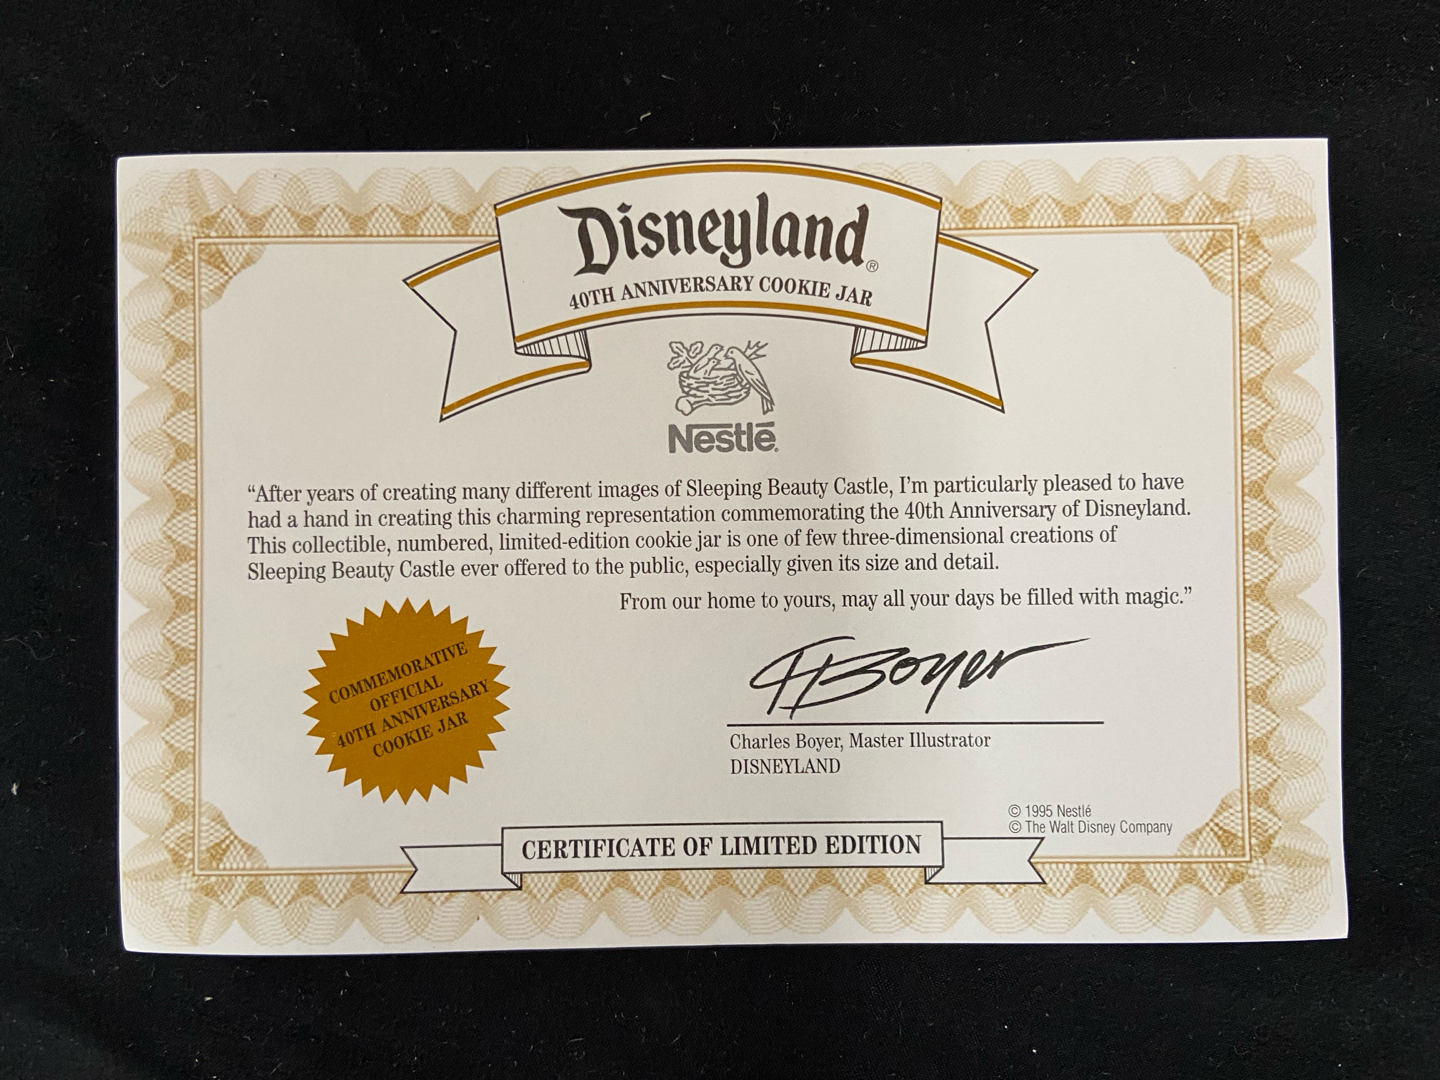 Disneyland®
40TH ANNIVERSARY COOKIE JAR
Nestlé®
“After years of creating many different images of Sleeping Beauty Castle, I’m particularly pleased to have
had a hand in creating this charming representation commemorating the 40th Anniversary of Disneyland.
This collectible, numbered, limited-edition cookie jar is one of few three-dimensional creations of
Sleeping Beauty Castle ever offered to the public, especially given its size and detail.
From our home to yours, may all your days be filled with magic.”
COMMEMORATIVE
OFFICIAL
40TH ANNIVERSARY
COOKIE JAR
CBoyer
Charles Boyer, Master Illustrator
DISNEYLAND
© 1995 Nestlé
© The Walt Disney Company
CERTIFICATE OF LIMITED EDITION